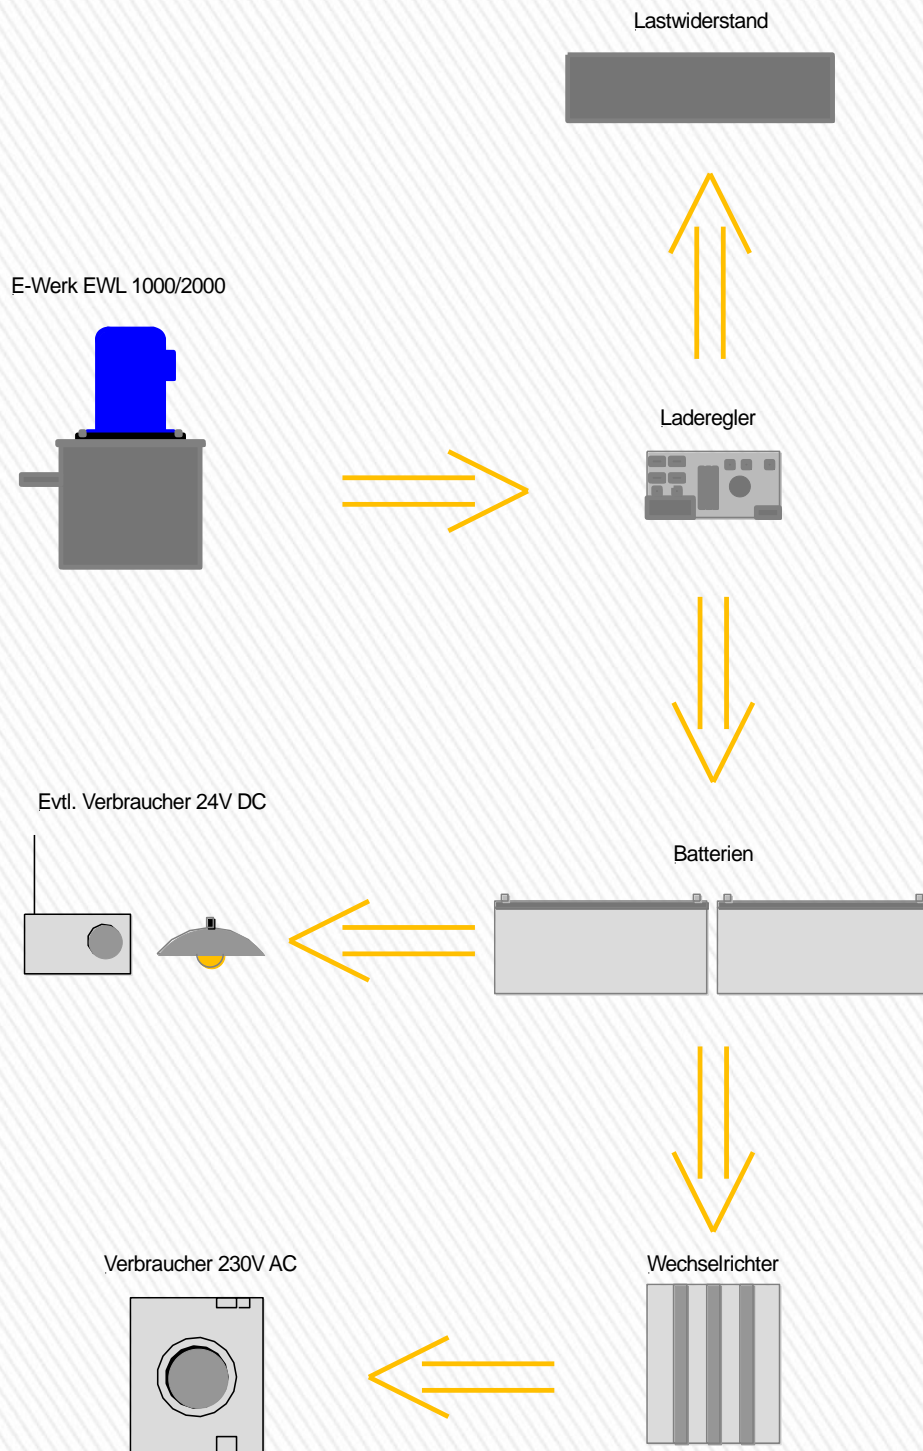 Lastwiderstand
E-Werk EWL 1000/2000
Laderegler
Evtl. Verbraucher 24V DC
Batterien
Verbraucher 230V AC
Wechselrichter